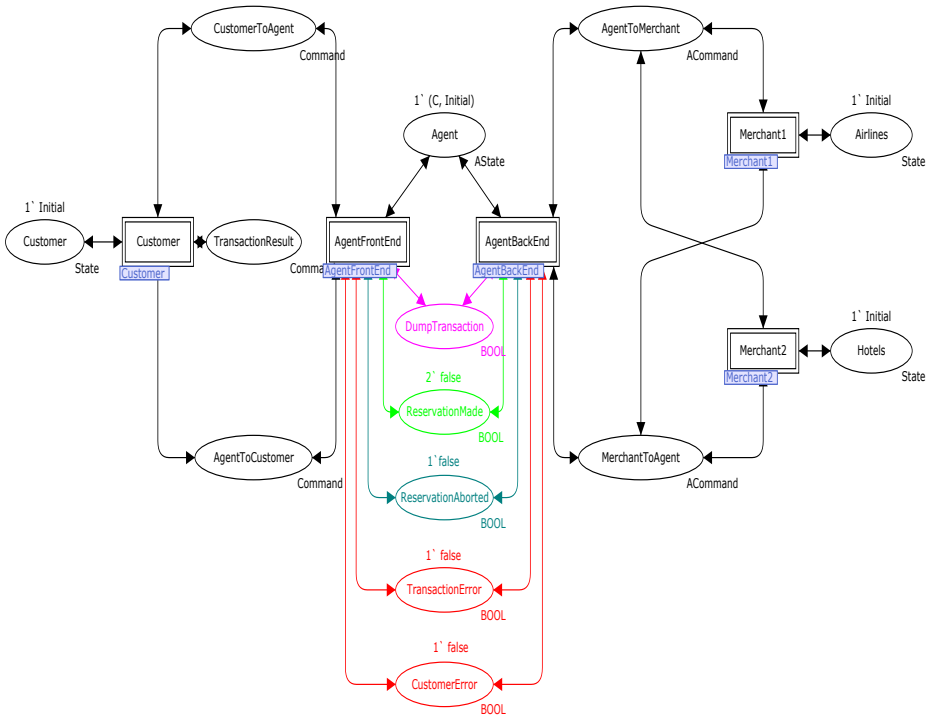 CustomerToAgent
Command
AgentToMerchant
ACommand
1` (C, Initial)
Agent
AState
1` Initial
Merchant1
Merchant1
Airlines
State
1` Initial
Customer
State
Customer
Customer
TransactionResult
AgentFrontEnd
AgentFrontEnd
AgentBackEnd
AgentBackEnd
DumpTransaction
BOOL
1` Initial
Merchant2
Merchant2
Hotels
State
2` false
ReservationMade
BOOL
AgentToCustomer
Command
1`false
ReservationAborted
BOOL
MerchantToAgent
ACommand
1` false
TransactionError
BOOL
1` false
CustomerError
BOOL